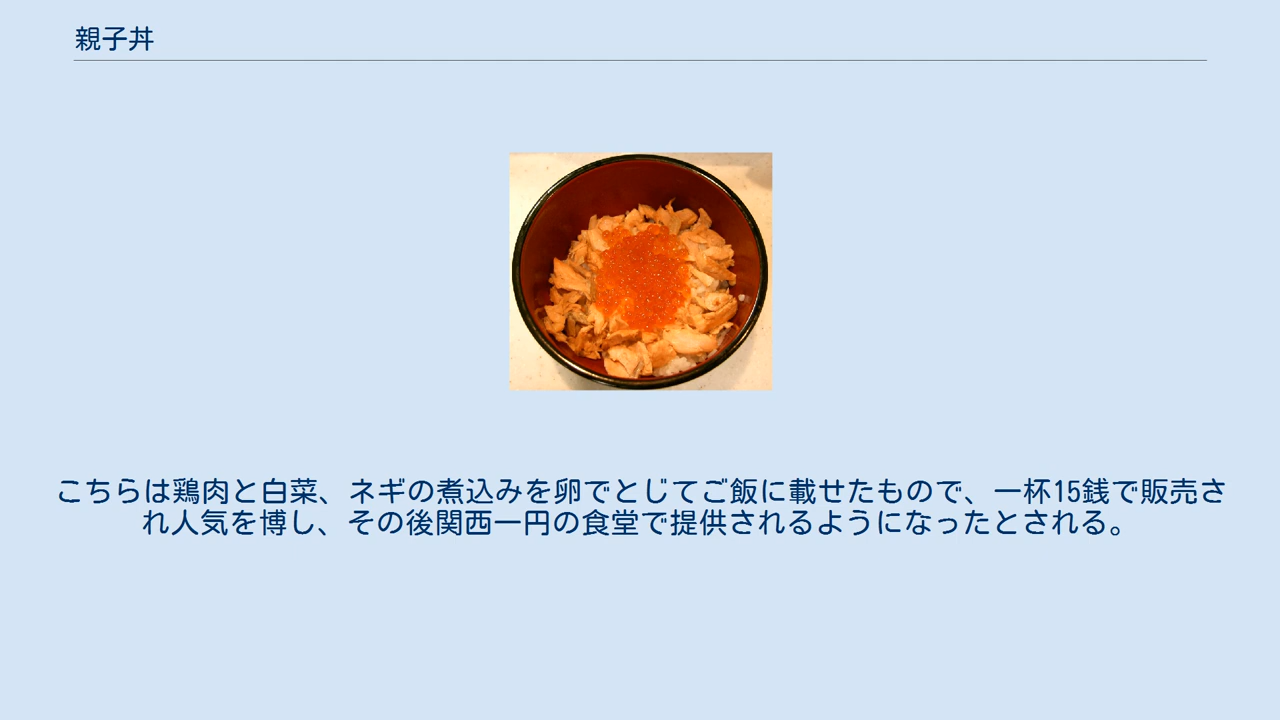 親子丼
こちらは鶏肉と白菜、ネギの煮込みを卵でとじてご飯に載せたもので、一杯15銭で販売さ
れ人気を博し、その後関西一円の食堂で提供されるようになったとされる。